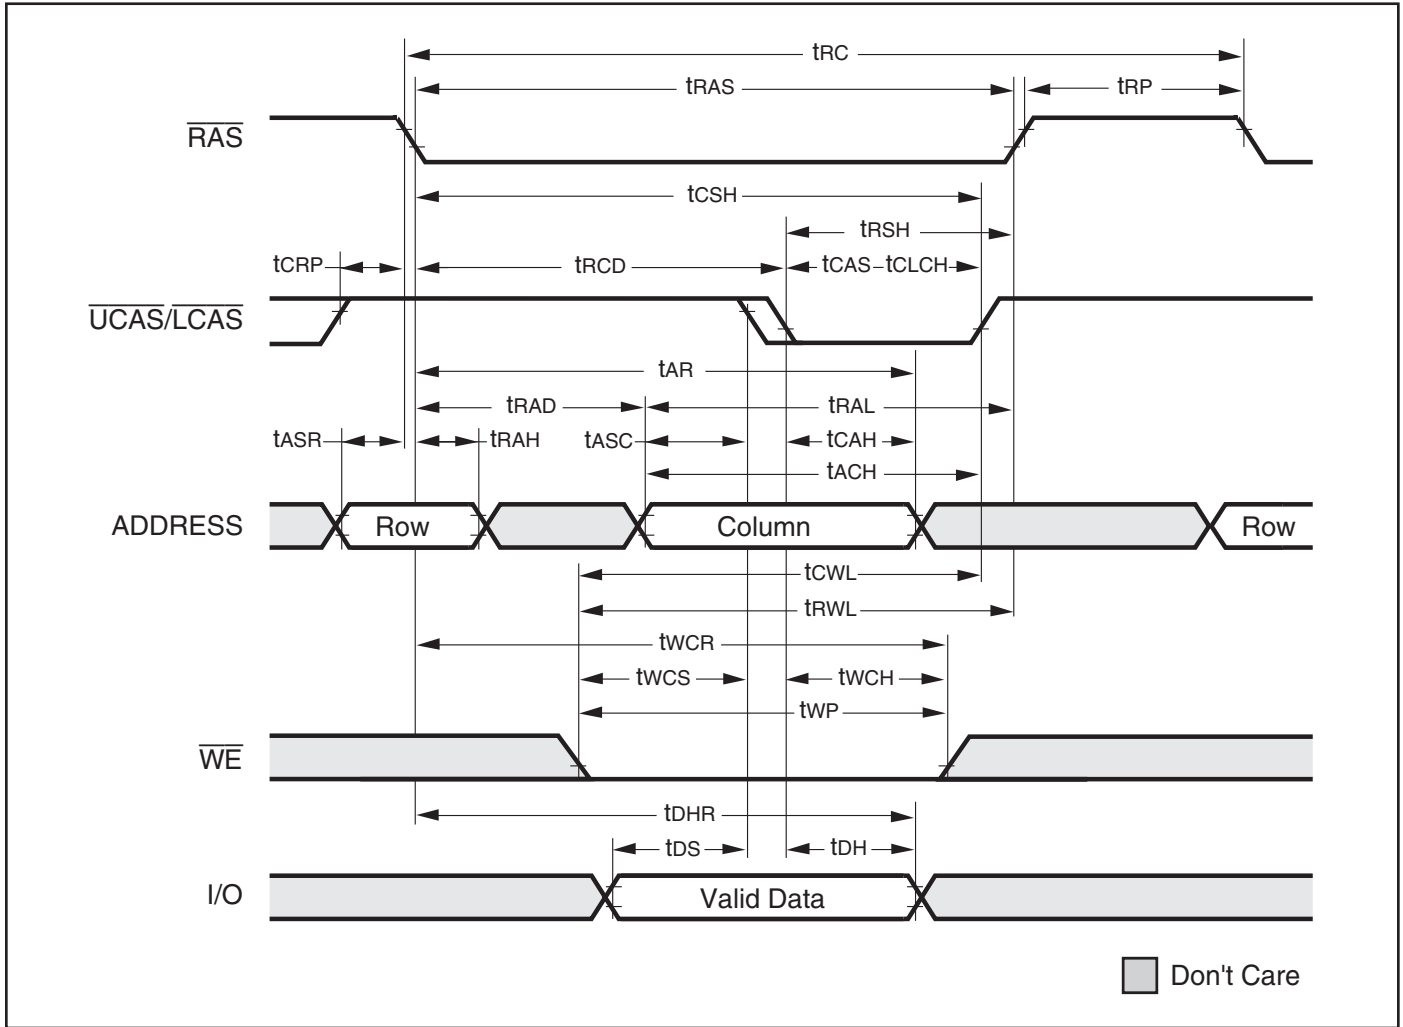 tRC
tRAS tRP
RAS
tCSH
tRSH
tCRP tRCD tCAS tCLCH
UCAS/LCAS
tAR
tRAD tRAL
tASR tRAH tASC tCAH
tACH
ADDRESS Row Column Row
tCWL
tRWL
tWCR
tWCS tWCH
tWP
WE
tDHR
tDS tDH
I/O Valid Data
Don't Care